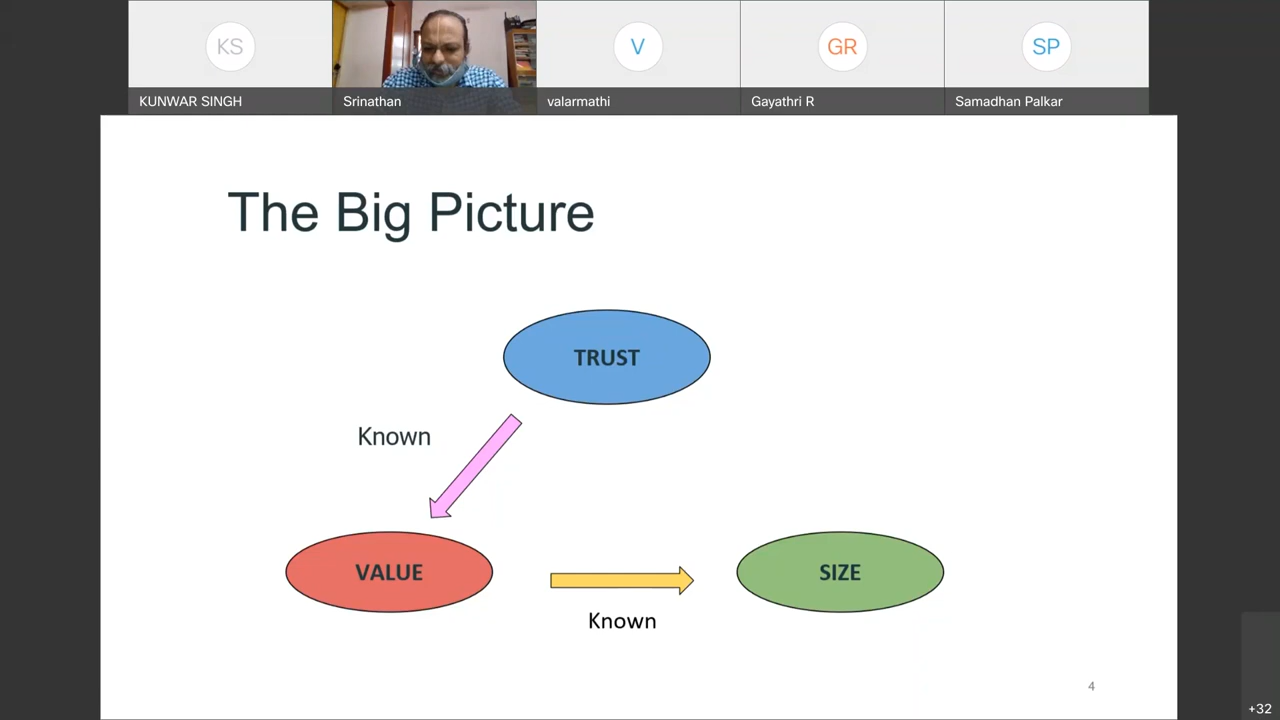 KS
V
GR
SP
KUNWAR SINGH
Srinathan
valarmathi
Gayathri R
Samadhan Palkar
The Big Picture
TRUST
Known
VALUE
SIZE
Known
4
+32